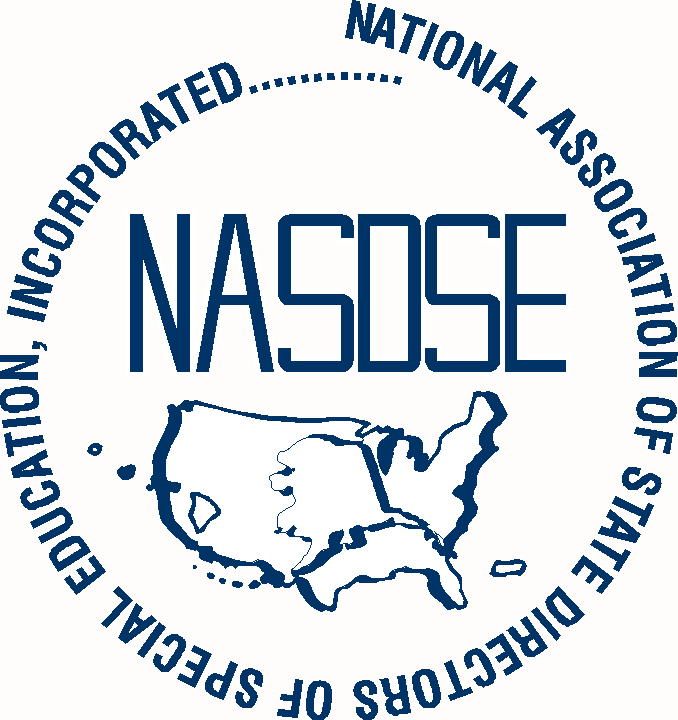 NATIONAL ASSOCIATION OF STATE DIRECTORS OF SPECIAL EDUCATION, INCORPORATED
NASDSE